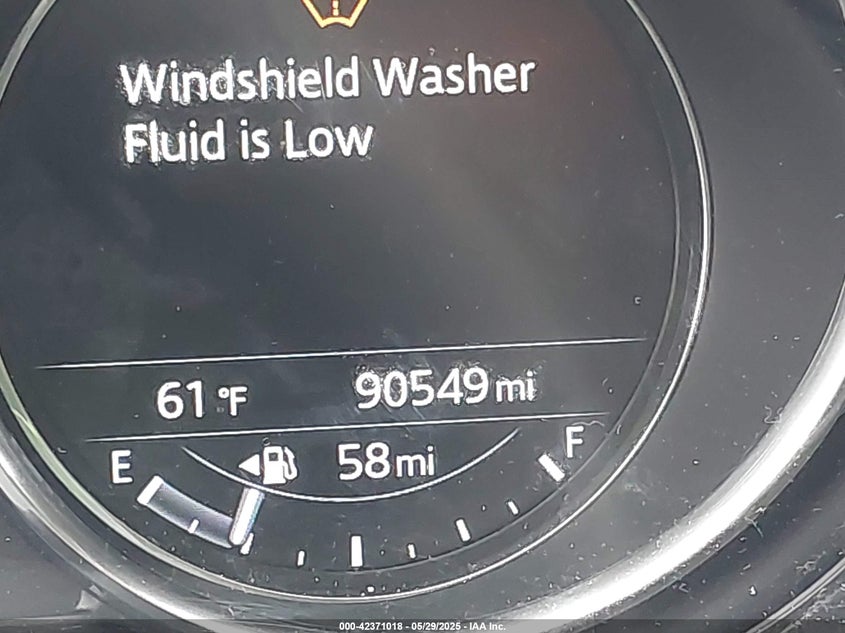 Windshield Washer
Fluid is Low
61 °F 90549 mi
E 58 mi F
000-42371018 - 05/29/2025 - IAA Inc.